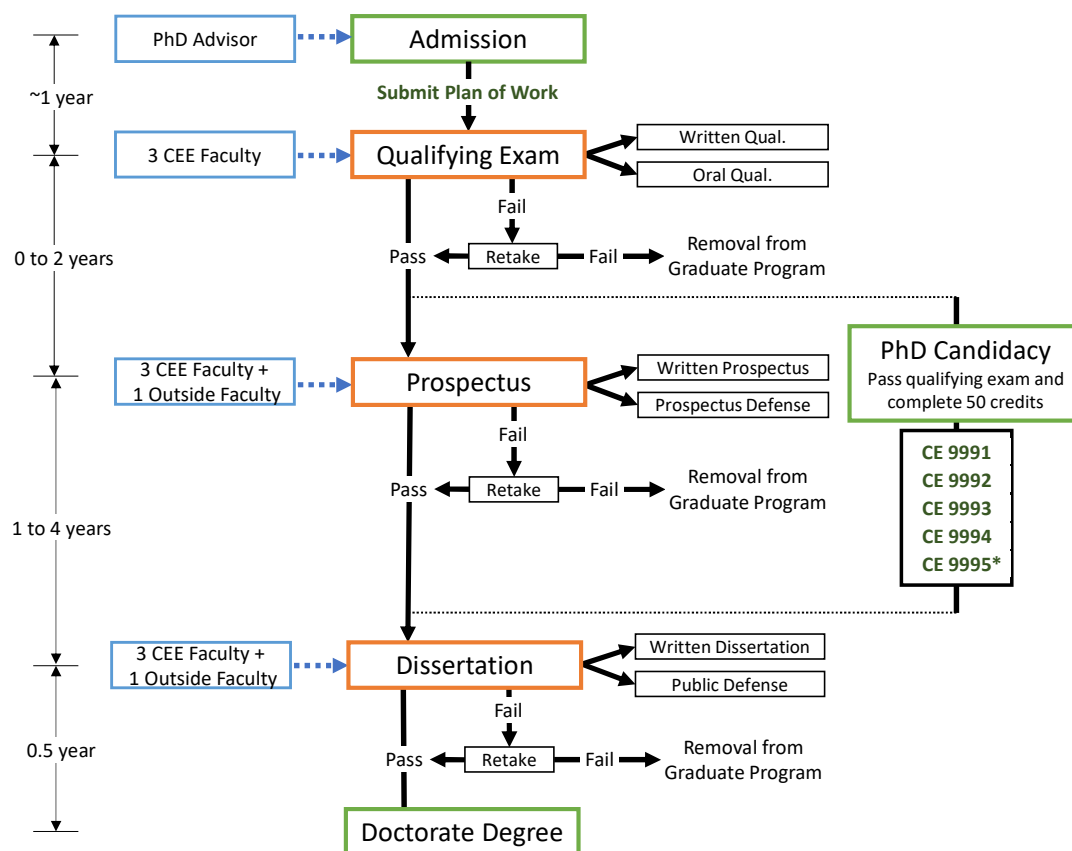 PhD Advisor
Admission
~1 year
Submit Plan of Work
3 CEE Faculty
Qualifying Exam
Written Qual.
Oral Qual.
Fail
0 to 2 years
Pass
Retake
Fail
Removal from
Graduate Program
PhD Candidacy
Pass qualifying exam and
complete 50 credits
3 CEE Faculty +
1 Outside Faculty
Prospectus
Written Prospectus
Prospectus Defense
Fail
CE 9991
CE 9992
CE 9993
CE 9994
CE 9995*
Pass
Retake
Fail
Removal from
Graduate Program
1 to 4 years
3 CEE Faculty +
1 Outside Faculty
Dissertation
Written Dissertation
Public Defense
Fail
0.5 year
Pass
Retake
Fail
Removal from
Graduate Program
Doctorate Degree